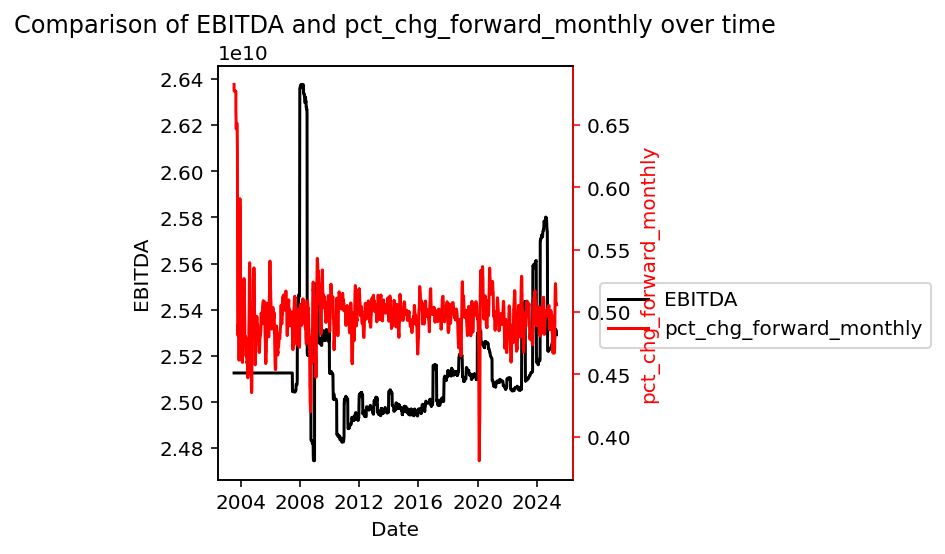 Comparison of EBITDA and pct_chg_forward_monthly over time
1e10
2.64
2.62
2.60
2.58
2.56
2.54
2.52
2.50
2.48
EBITDA
0.65
0.60
0.55
0.50
0.45
0.40
pct_chg_forward_monthly
EBITDA
pct_chg_forward_monthly
2004 2008 2012 2016 2020 2024
Date